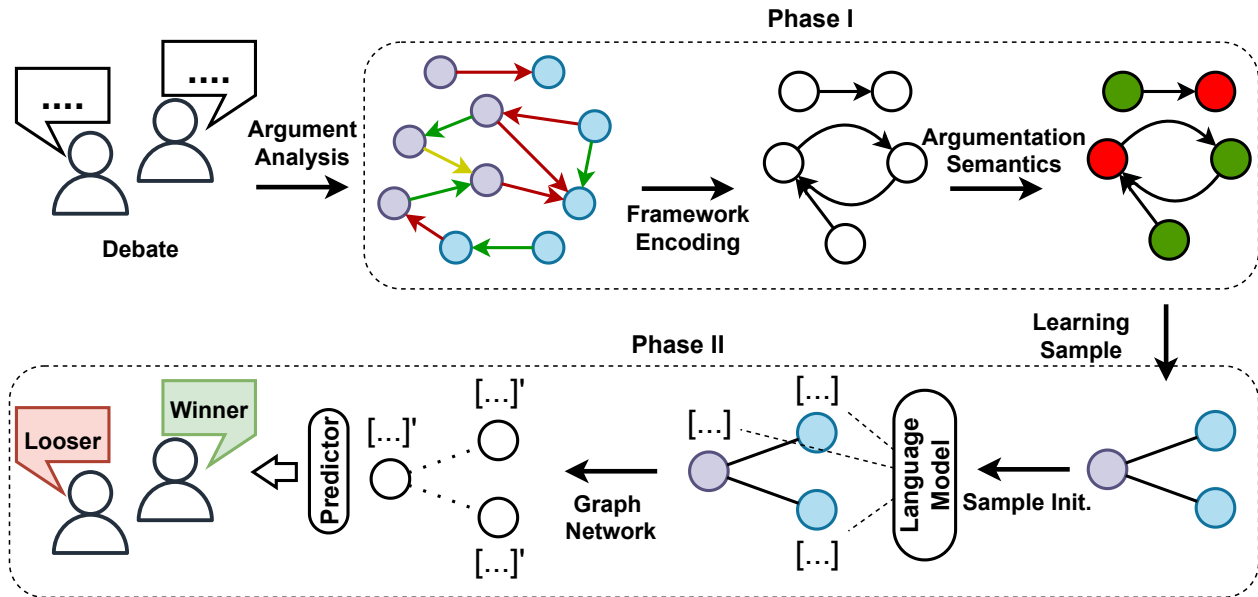 Phase I
....
....
Argument
Analysis
Debate
Framework
Encoding
Argumentation
Semantics
Learning
Sample
Phase II
Looser
Winner
Predictor
[...]'
[...]'
[...]'
Graph
Network
[...]
[...]
[...]
Language
Model
Sample Init.